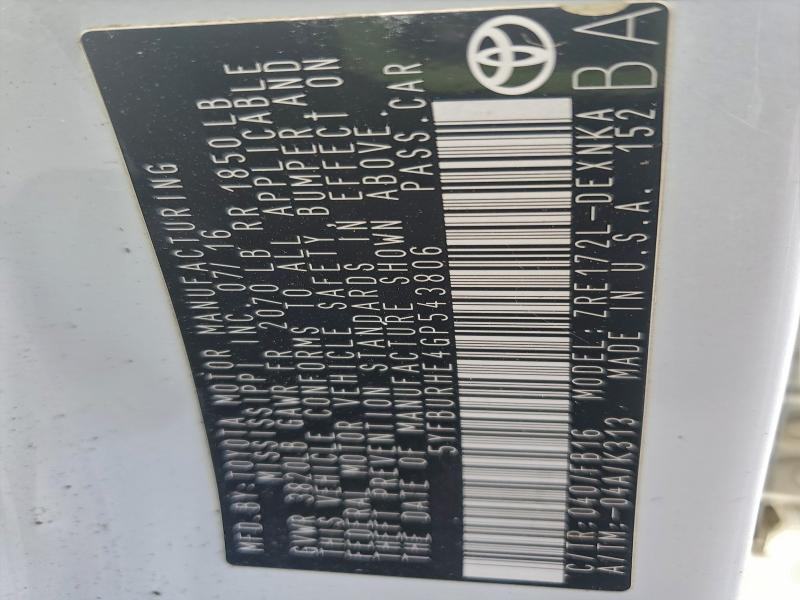 MFD.BY: TOYOTA MOTOR MANUFACTURING
MISSISSIPPI INC. 07/16
GVWR 3820LB GAWR FR 2070LB RR 1850LB
THIS VEHICLE CONFORMS TO ALL APPLICABLE
FEDERAL MOTOR VEHICLE SAFETY, BUMPER, AND
THEFT PREVENTION STANDARDS IN EFFECT ON
THE DATE OF MANUFACTURE SHOWN ABOVE.
5YFBURHE4GP543806 PASS.CAR
C/TR:040/FB16 MODEL:ZRE172L-DEXNKA
A/TM:-04A/K313 MADE IN U.S.A. 152
BA